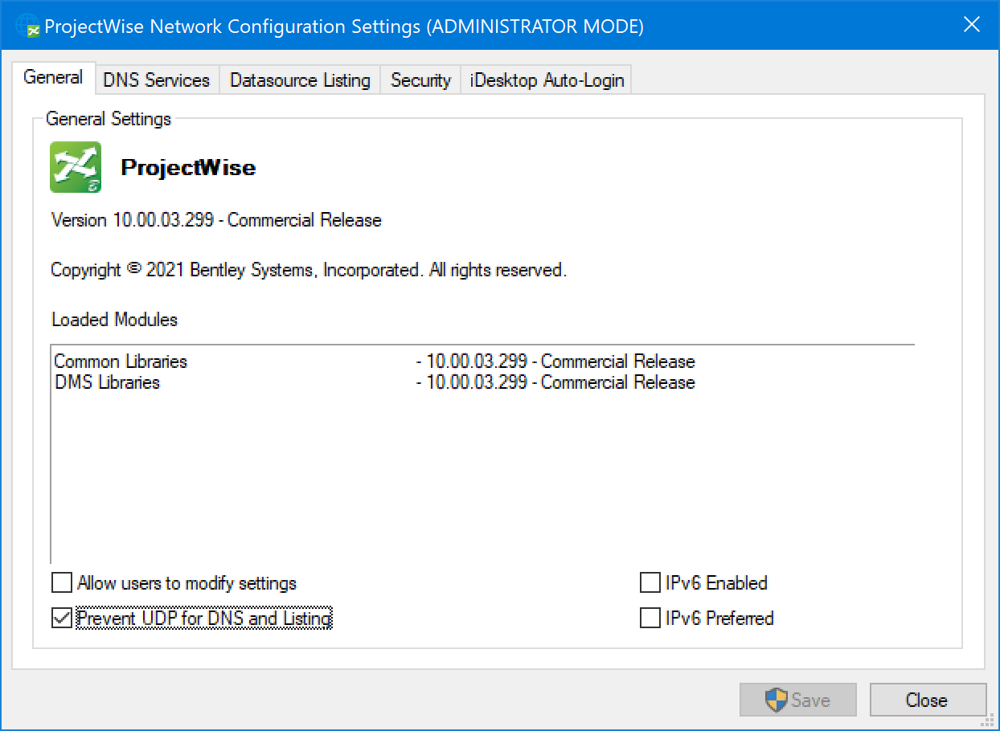 ProjectWise Network Configuration Settings (ADMINISTRATOR MODE)
General DNS Services Datasource Listing Security iDesktop Auto-Login
General Settings
ProjectWise
Version 10.00.03.299 - Commercial Release
Copyright © 2021 Bentley Systems, Incorporated. All rights reserved.
Loaded Modules
Common Libraries - 10.00.03.299 - Commercial Release
DMS Libraries - 10.00.03.299 - Commercial Release
Allow users to modify settings IPv6 Enabled
Prevent UDP for DNS and Listing IPv6 Preferred
Save Close